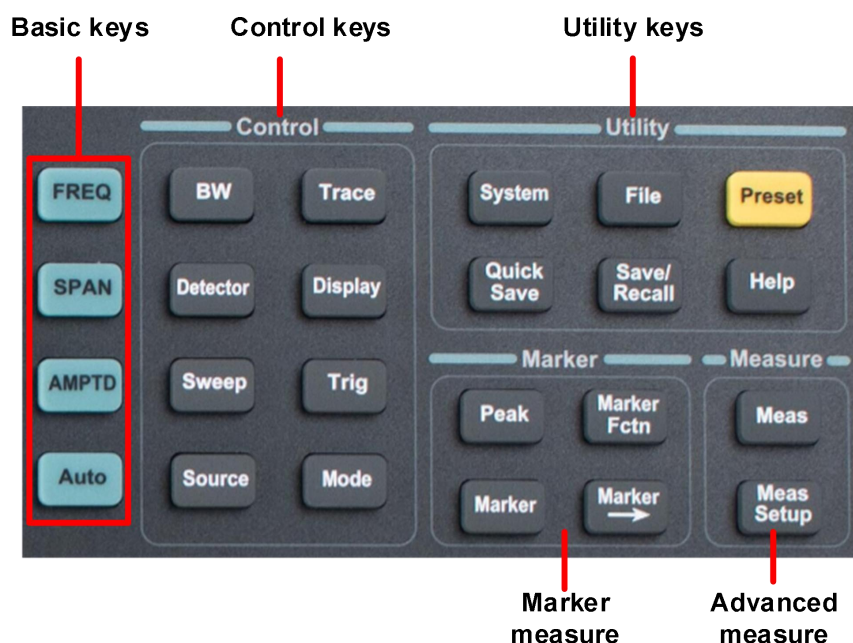 Basic keys
Control keys
Utility keys
Control
Utility
FREQ
BW
Trace
System
File
Preset
SPAN
Detector
Display
Quick
Save
Save/
Recall
Help
Marker
Measure
AMPTD
Sweep
Trig
Peak
Marker
Fctn
Meas
Auto
Source
Mode
Marker
Marker
→
Meas
Setup
Marker
measure
Advanced
measure